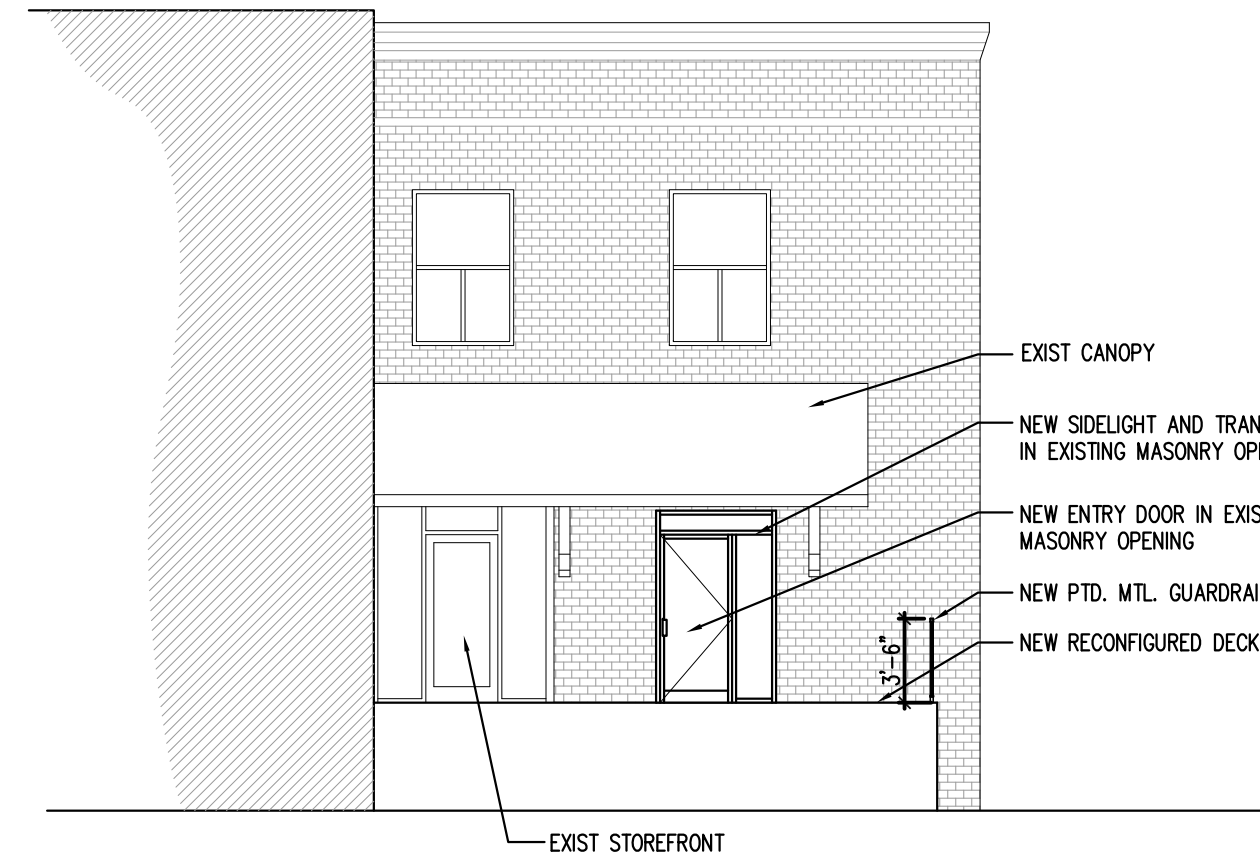 EXIST CANOPY
NEW SIDELIGHT AND TRAN
IN EXISTING MASONRY OP
NEW ENTRY DOOR IN EXIS
MASONRY OPENING
NEW PTD. MTL. GUARDRAI
NEW RECONFIGURED DECK
3'-6"
EXIST STOREFRONT